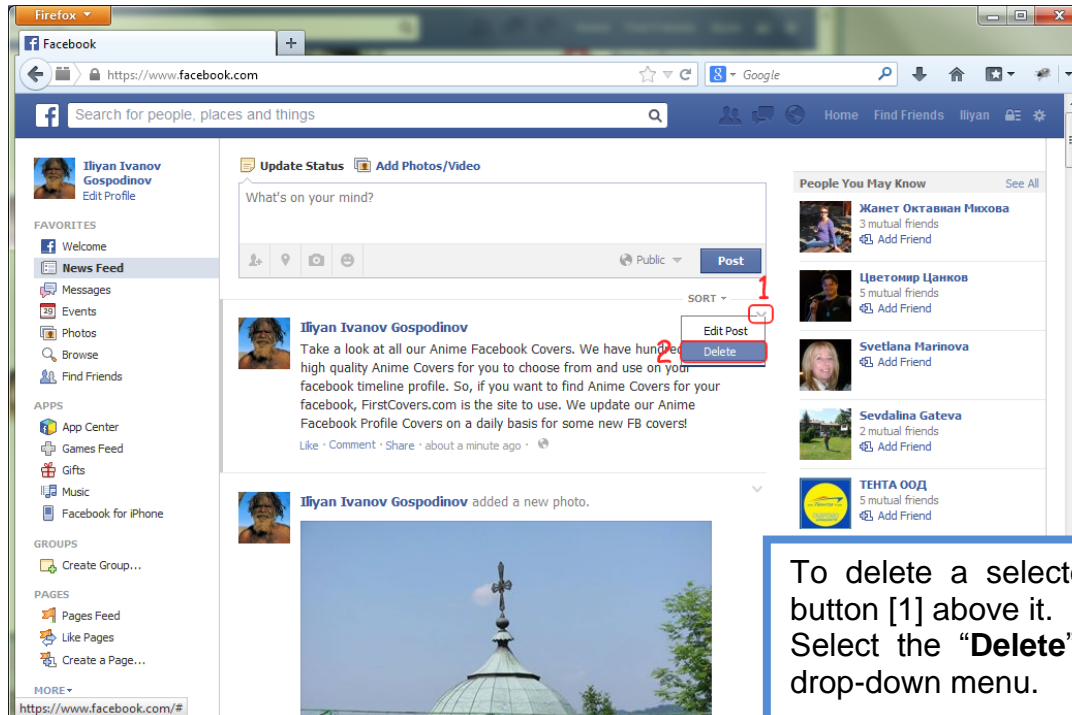 Firefox
Facebook
https://www.facebook.com
Google
Search for people, places and things
Home Find Friends Iliyan
Iliyan Ivanov
Gospodinov
Edit Profile
FAVORITES
Welcome
News Feed
Messages
29 Events
Photos
Browse
Find Friends
APPS
App Center
Games Feed
Gifts
Music
Facebook for iPhone
GROUPS
Create Group...
PAGES
Pages Feed
Like Pages
Create a Page...
MORE
https://www.facebook.com/#
Update Status Add Photos/Video
What's on your mind?
Public Post
SORT
1
Edit Post
2 Delete
Iliyan Ivanov Gospodinov
Take a look at all our Anime Facebook Covers. We have
high quality Anime Covers for you to choose from and use on your
facebook timeline profile. So, if you want to find Anime Covers for your
facebook, FirstCovers.com is the site to use. We update our Anime
Facebook Profile Covers on a daily basis for some new FB covers!
Like · Comment · Share · about a minute ago ·
Iliyan Ivanov Gospodinov added a new photo.
People You May Know See All
Жанет Октавиан Михова
3 mutual friends
Add Friend
Цветомир Цанков
5 mutual friends
Add Friend
Svetlana Marinova
Add Friend
Sevdalina Gateva
2 mutual friends
Add Friend
ТЕНТА ООД
5 mutual friends
Add Friend
To delete a selecte
button [1] above it.
Select the “Delete”
drop-down menu.